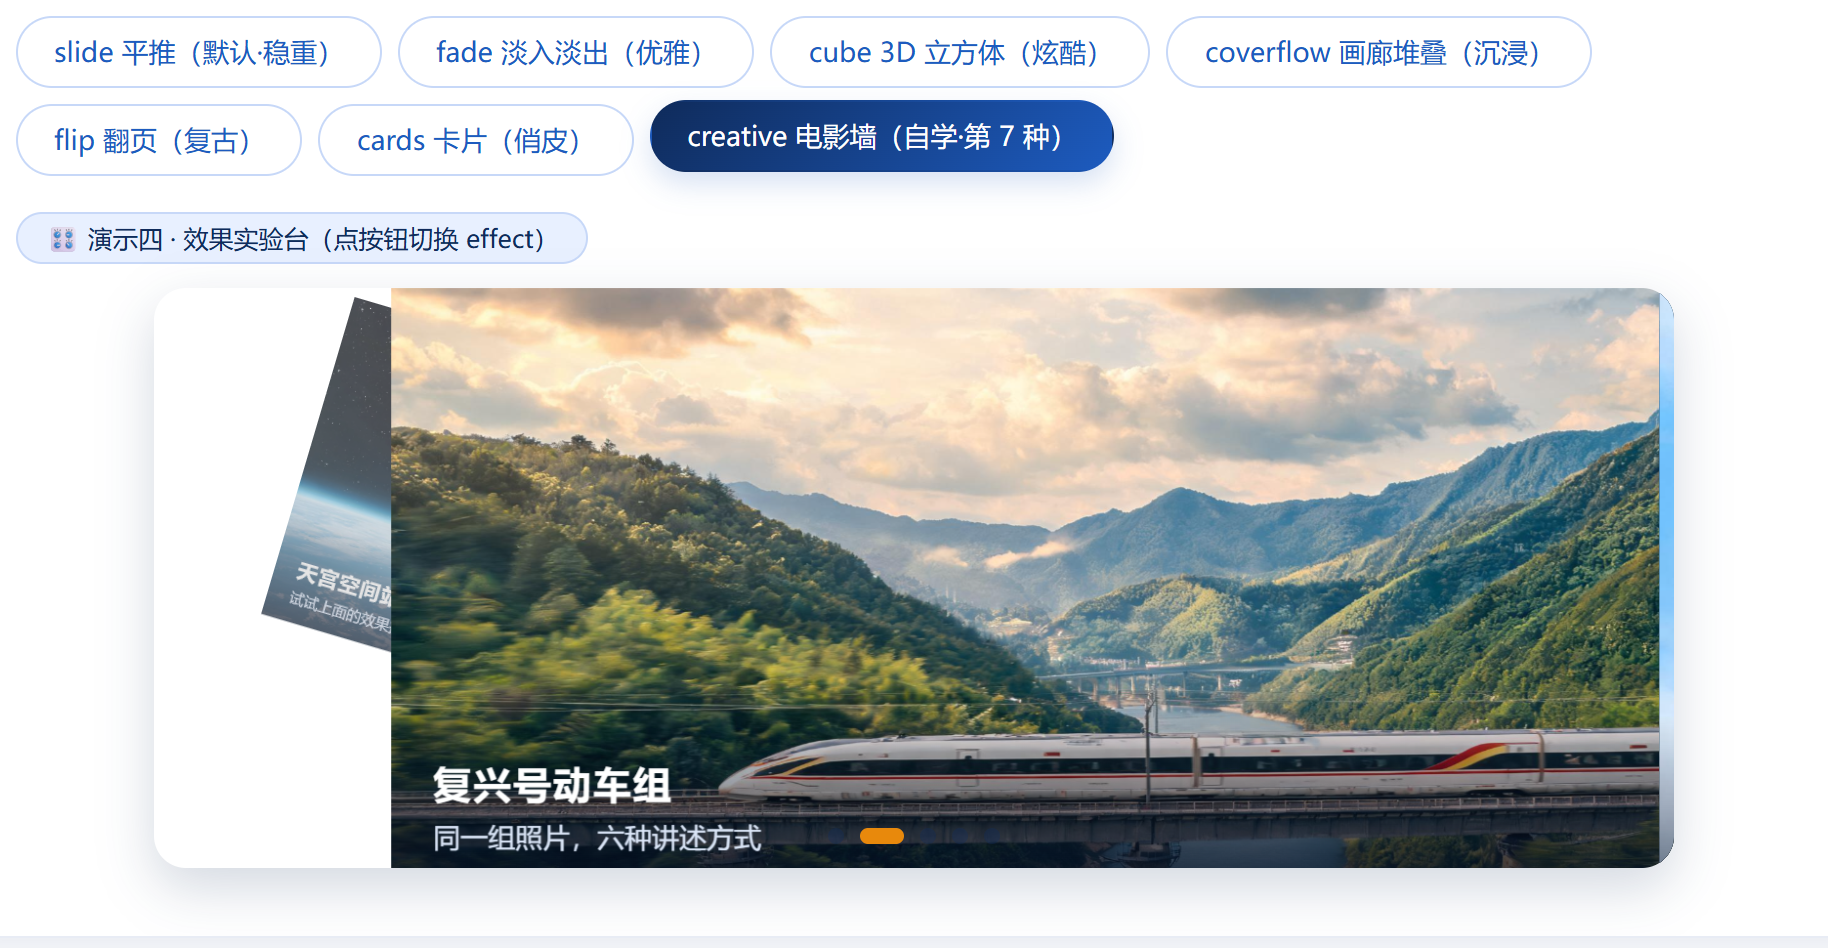 slide 平推（默认·稳重）
fade 淡入淡出（优雅）
cube 3D 立方体（炫酷）
coverflow 画廊堆叠（沉浸）
flip 翻页（复古）
cards 卡片（俏皮）
creative 电影墙（自学·第 7 种）
演示四 · 效果实验台（点按钮切换 effect）
天宫空间站
试试上面的效果
复兴号动车组
同一组照片，六种讲述方式